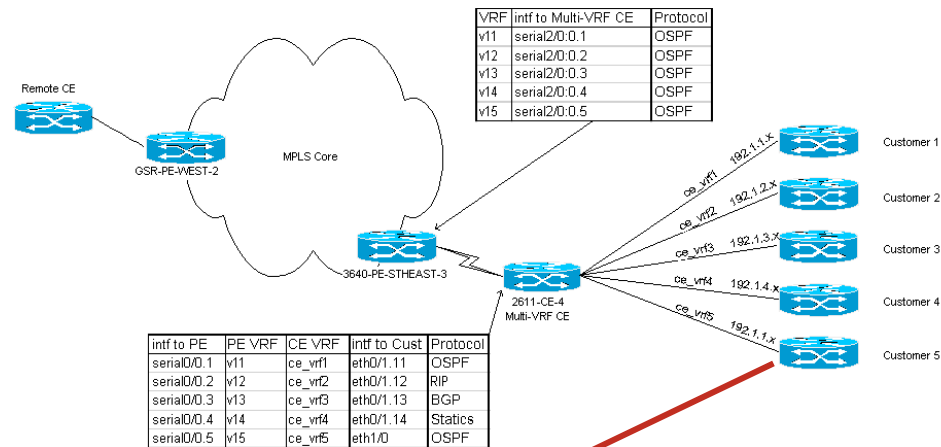 VRF intf to Multi-VRF CE Protocol
v11 serial2/0:0.1 OSPF
v12 serial2/0:0.2 OSPF
v13 serial2/0:0.3 OSPF
v14 serial2/0:0.4 OSPF
v15 serial2/0:0.5 OSPF
Remote CE
GSR-PE-WEST-2
MPLS Core
3640-PE-STHEAST-3
2611-CE-4
Multi-VRF CE
ce_vrf1 192.1.1.x
Customer 1
ce_vrf2 192.1.2.x
Customer 2
ce_vrf3 192.1.3.x
Customer 3
ce_vrf4 192.1.4.x
Customer 4
ce_vrf5 192.1.1.x
Customer 5
intf to PE PE VRF CE VRF intf to Cust Protocol
serial0/0.1 v11 ce_vrf1 eth0/1.11 OSPF
serial0/0.2 v12 ce_vrf2 eth0/1.12 RIP
serial0/0.3 v13 ce_vrf3 eth0/1.13 BGP
serial0/0.4 v14 ce_vrf4 eth0/1.14 Statics
serial0/0.5 v15 ce_vrf5 eth1/0 OSPF